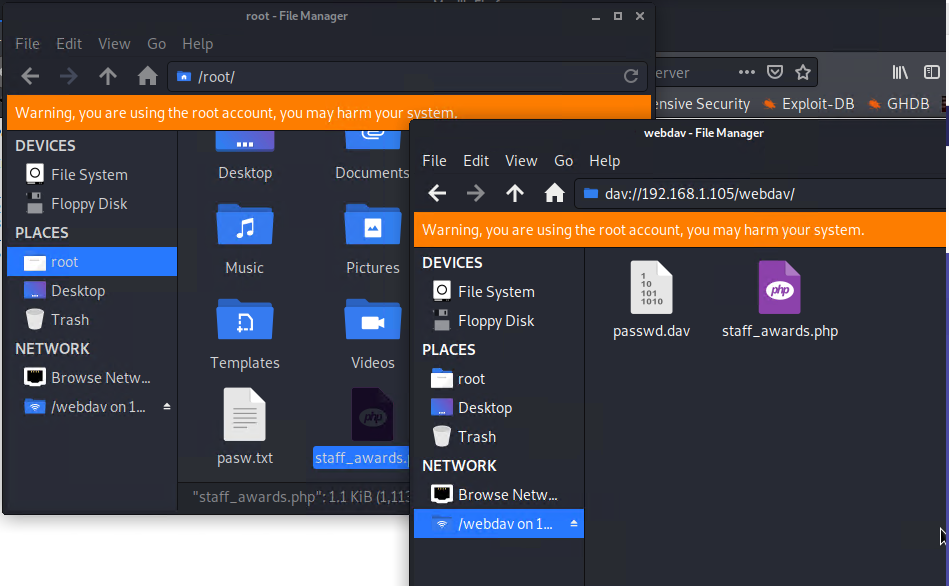 root - File Manager
File Edit View Go Help
/root/
Warning, you are using the root account, you may harm your system.
DEVICES
File System
Floppy Disk
PLACES
root
Desktop
Trash
NETWORK
Browse Netw...
/webdav on 1...
Desktop
Documents
Music
Pictures
Templates
Videos
pasw.txt
php
staff_awards.
"staff_awards.php": 1.1 KiB (1,113
erver
ensive Security
Exploit-DB
GHDB
webdav - File Manager
File Edit View Go Help
dav://192.168.1.105/webdav/
Warning, you are using the root account, you may harm your system.
DEVICES
File System
Floppy Disk
PLACES
root
Desktop
Trash
NETWORK
Browse Netw...
/webdav on 1...
1
10
101
1010
passwd.dav
php
staff_awards.php